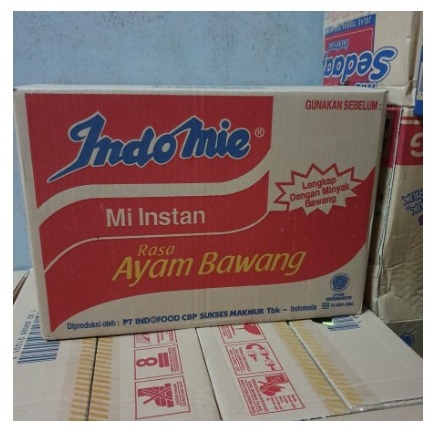 Sedaap
GUNAKAN SEBELUM :
Indomie®
Lengkap
Dengan Minyak
Bawang
Mi Instan
Rasa
Ayam Bawang
Diproduksi oleh : PT INDOFOOD CBP SUKSES MAKMUR Tbk – Indonesia
8